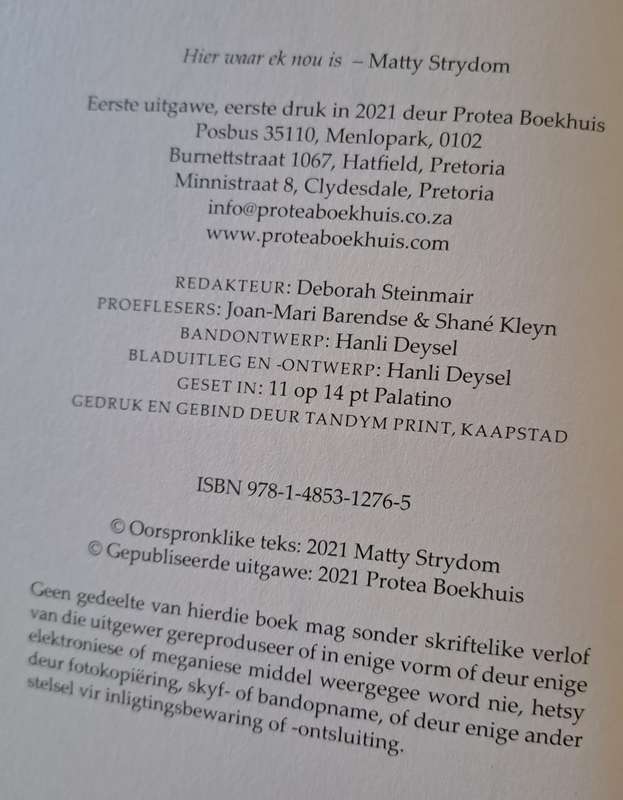 Hier waar ek nou is – Matty Strydom
Eerste uitgawe, eerste druk in 2021 deur Protea Boekhuis
Posbus 35110, Menlopark, 0102
Burnettstraat 1067, Hatfield, Pretoria
Minnistraat 8, Clydesdale, Pretoria
info@proteaboekhuis.co.za
www.proteaboekhuis.com
REDAKTEUR: Deborah Steinmair
PROEFLESERS: Joan-Mari Barendse & Shané Kleyn
BANDONTWERP: Hanli Deysel
BLADUITLEG EN -ONTWERP: Hanli Deysel
GESET IN: 11 op 14 pt Palatino
GEDRUK EN GEBIND DEUR TANDYM PRINT, KAAPSTAD
ISBN 978-1-4853-1276-5
© Oorspronklike teks: 2021 Matty Strydom
© Gepubliseerde uitgawe: 2021 Protea Boekhuis
Geen gedeelte van hierdie boek mag sonder skriftelike verlof
van die uitgewer gereproduseer of in enige vorm of deur enige
elektroniese of meganiese middel weergegee word nie, hetsy
deur fotokopiëring, skyf- of bandopname, of deur enige ander
stelsel vir inligtingsbewaring of -ontsluiting.